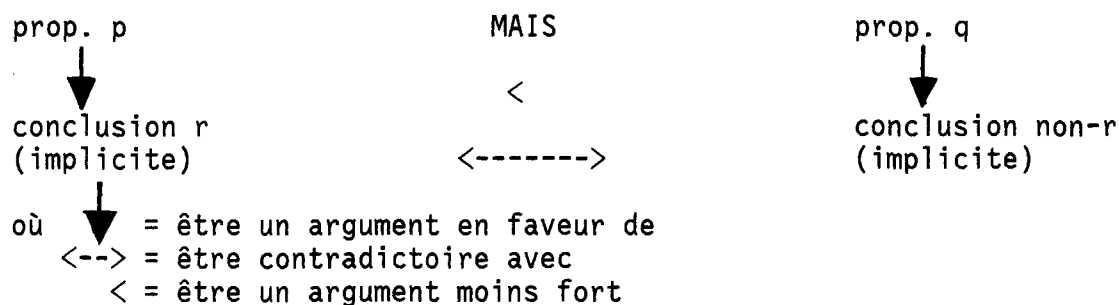 prop. p MAIS prop. q
<
conclusion r conclusion non-r
(implicite) <-------> (implicite)
où = être un argument en faveur de
<--> = être contradictoire avec
< = être un argument moins fort